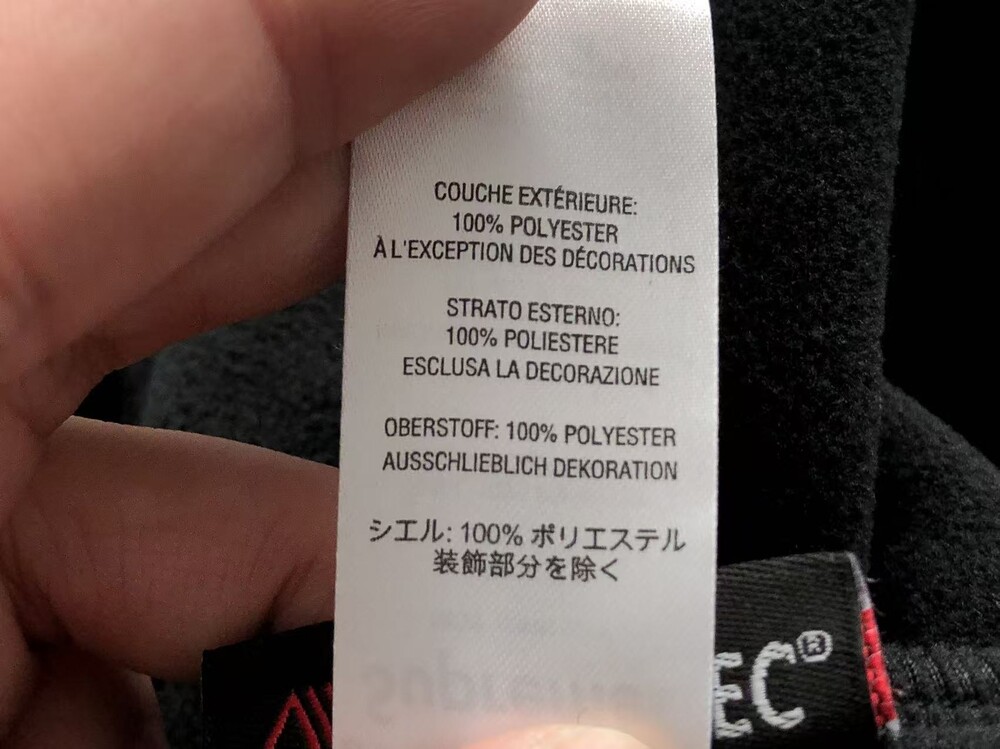 COUCHE EXTÉRIEURE:
100% POLYESTER
À L'EXCEPTION DES DÉCORATIONS
STRATO ESTERNO:
100% POLIESTERE
ESCLUSA LA DECORAZIONE
OBERSTOFF: 100% POLYESTER
AUSSCHLIEBLICH DEKORATION
シエル: 100% ポリエステル
装飾部分を除く
EC®